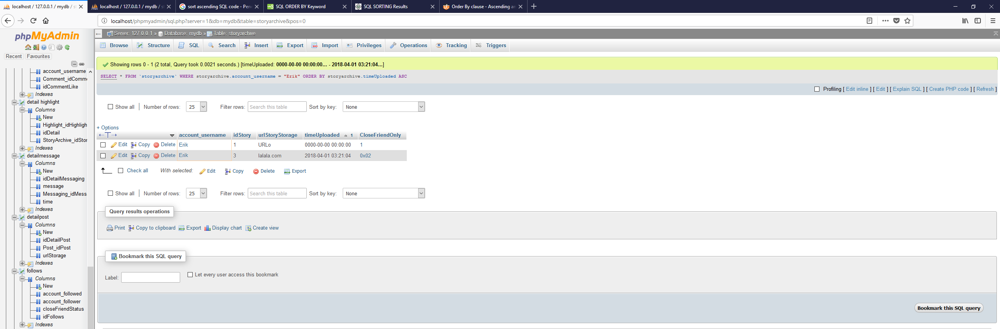 localhost / 127.0.0.1 / mydb / st
localhost / 127.0.0.1 / mydb / st
sort ascending SQL code - Pene
SQL ORDER BY Keyword
SQL SORTING Results
Order By clause - Ascending an
localhost/phpmyadmin/sql.php?server=1&db=mydb&table=storyarchive&pos=0
phpMyAdmin
Recent Favourites
account_username
Comment_idComme
idCommentLike
Indexes
detail highlight
Columns
New
Highlight_idHighligh
idDetail
StoryArchive_idStor
Indexes
detailmessage
Columns
New
idDetailMessaging
message
Messaging_idMessa
time
Indexes
detailpost
Columns
New
idDetailPost
Post_idPost
urlStorage
Indexes
follows
Columns
New
account_followed
account_follower
closeFriendStatus
idFollows
Indexes
Server: 127.0.0.1 » Database: mydb » Table: storyarchive
Browse Structure SQL Search Insert Export Import Privileges Operations Tracking Triggers
Showing rows 0 - 1 (2 total, Query took 0.0021 seconds.) [timeUploaded: 0000-00-00 00:00:00... - 2018-04-01 03:21:04...]
SELECT * FROM `storyarchive` WHERE storyarchive.account_username = "Erik" ORDER BY storyarchive.timeUploaded ASC
Profiling [ Edit inline ] [ Edit ] [ Explain SQL ] [ Create PHP code ] [ Refresh ]
Show all | Number of rows: 25 Filter rows: Search this table Sort by key: None
+ Options
←T→ account_username idStory urlStoryStorage timeUploaded 1 CloseFriendOnly
Edit Copy Delete Erik 1 URLo 0000-00-00 00:00:00 1
Edit Copy Delete Erik 3 lalala.com 2018-04-01 03:21:04 0x02
Check all With selected: Edit Copy Delete Export
Show all | Number of rows: 25 Filter rows: Search this table Sort by key: None
Query results operations
Print Copy to clipboard Export Display chart Create view
Bookmark this SQL query
Label: Let every user access this bookmark
Bookmark this SQL query